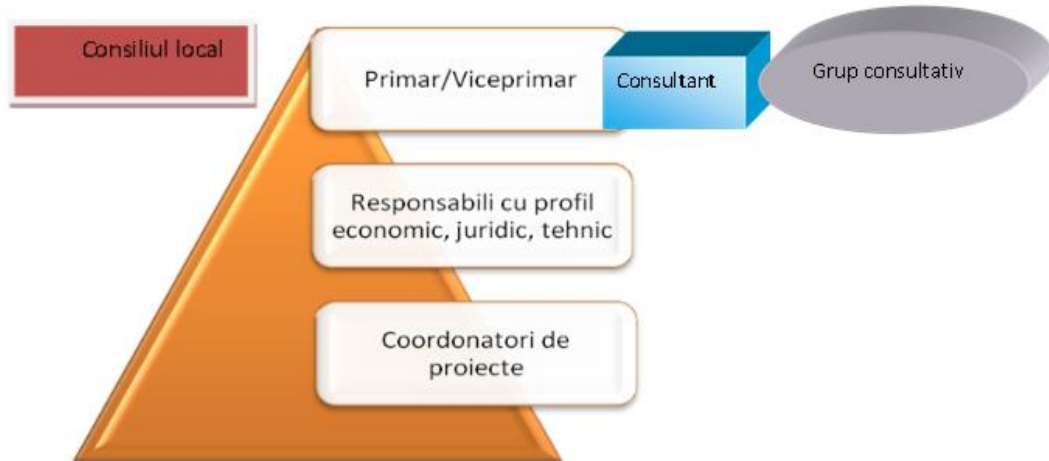 Consiliul local
Primar/Viceprimar
Consultant
Grup consultativ
Responsabili cu profil
economic, juridic, tehnic
Coordonatori de
proiecte